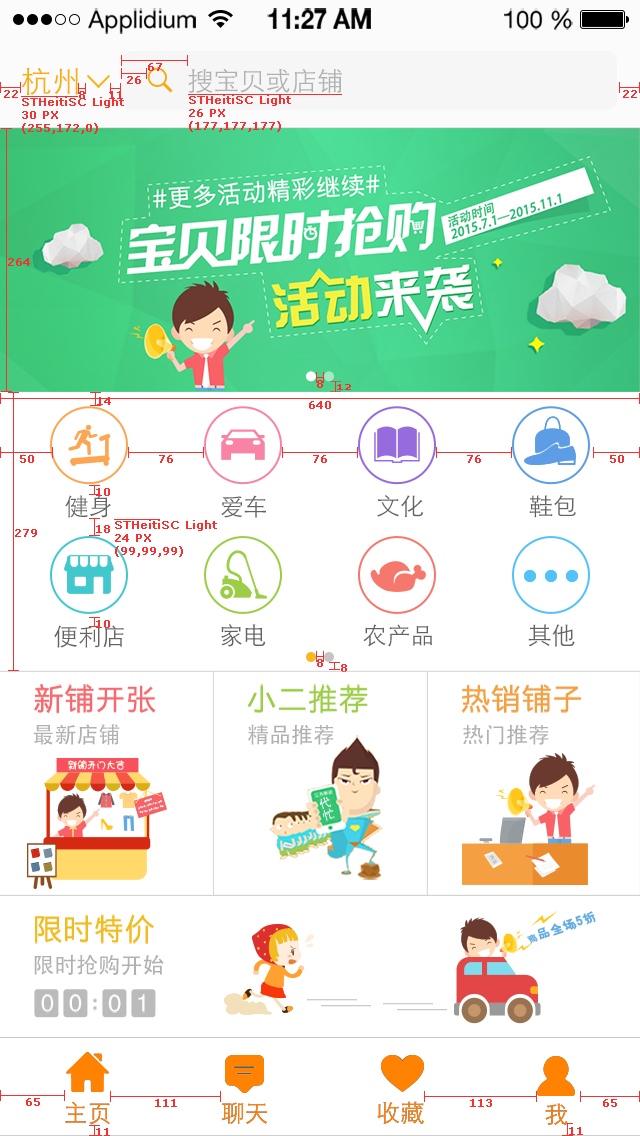 Applidium 11:27 AM 100 %
67
杭州 搜宝贝或店铺
26
22 8 11 22
STHeitiSC Light
30 PX
(255,172,0)
STHeitiSC Light
26 PX
(177,177,177)
#更多活动精彩继续#
宝贝限时抢购
活动时间
2015.7.1—2015.11.1
活动来袭
264
8 12
14
640
50 76 76 76 50
10
健身 爱车 文化 鞋包
279
18
STHeitiSC Light
24 PX
(99,99,99)
10
便利店 家电 农产品 其他
8 8
新铺开张 小二推荐 热销铺子
最新店铺 精品推荐 热门推荐
新铺开门大吉
代忙
限时特价
商品全场5折
限时抢购开始
00:01
65 111 113 65
主页 聊天 收藏 我
11 11